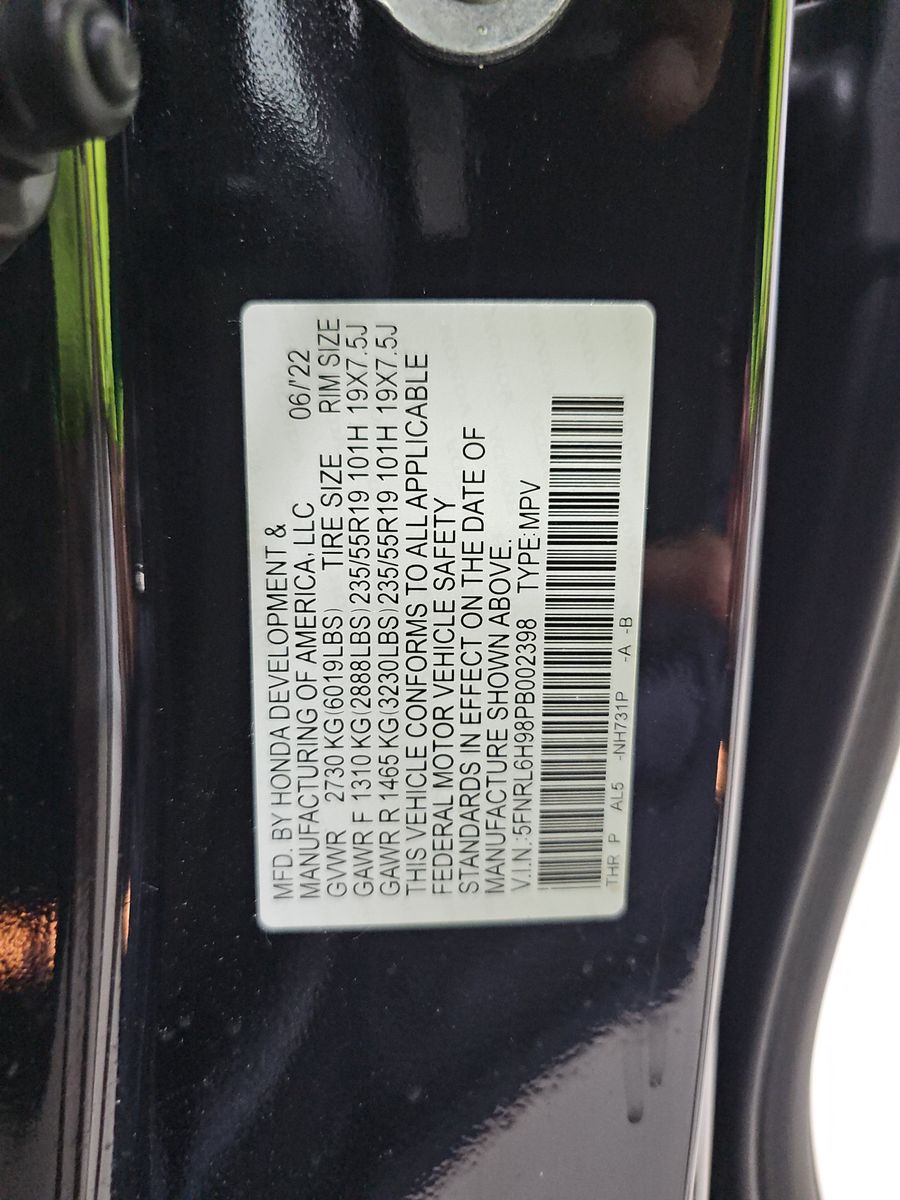 MFD. BY HONDA DEVELOPMENT &
MANUFACTURING OF AMERICA, LLC 06/'22
GVWR 2730 KG(6019LBS) TIRE SIZE RIM SIZE
GAWR F 1310 KG(2888LBS) 235/55R19 101H 19X7.5J
GAWR R 1465 KG(3230LBS) 235/55R19 101H 19X7.5J
THIS VEHICLE CONFORMS TO ALL APPLICABLE
FEDERAL MOTOR VEHICLE SAFETY
STANDARDS IN EFFECT ON THE DATE OF
MANUFACTURE SHOWN ABOVE.
V.I.N.:5FNRL6H98PB002398 TYPE:MPV
THR P AL5 -NH731P -A -B